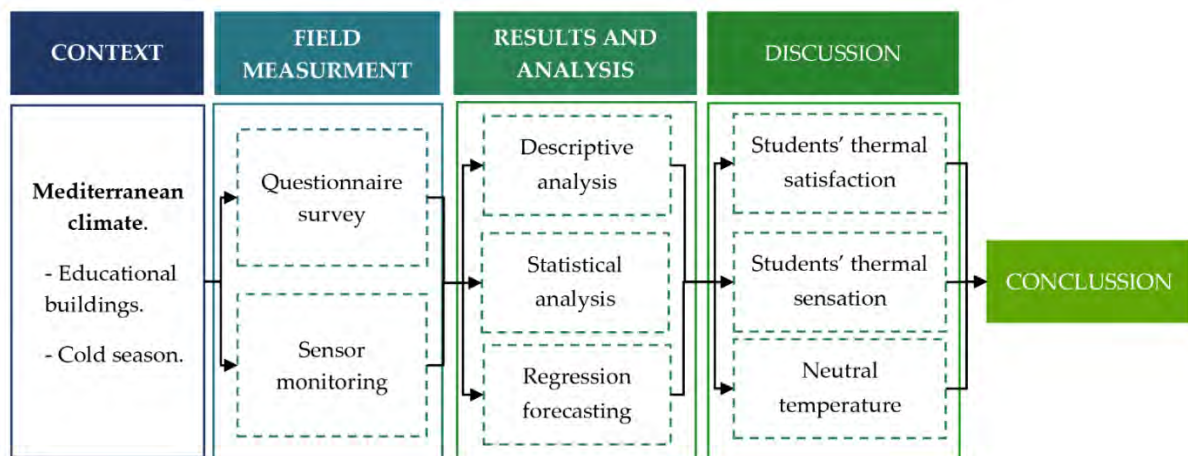 CONTEXT
Mediterranean
climate.
- Educational
buildings.
- Cold season.
FIELD
MEASURMENT
Questionnaire
survey
Sensor
monitoring
RESULTS AND
ANALYSIS
Descriptive
analysis
Statistical
analysis
Regression
forecasting
DISCUSSION
Students’ thermal
satisfaction
Students’ thermal
sensation
Neutral
temperature
CONCLUSSION